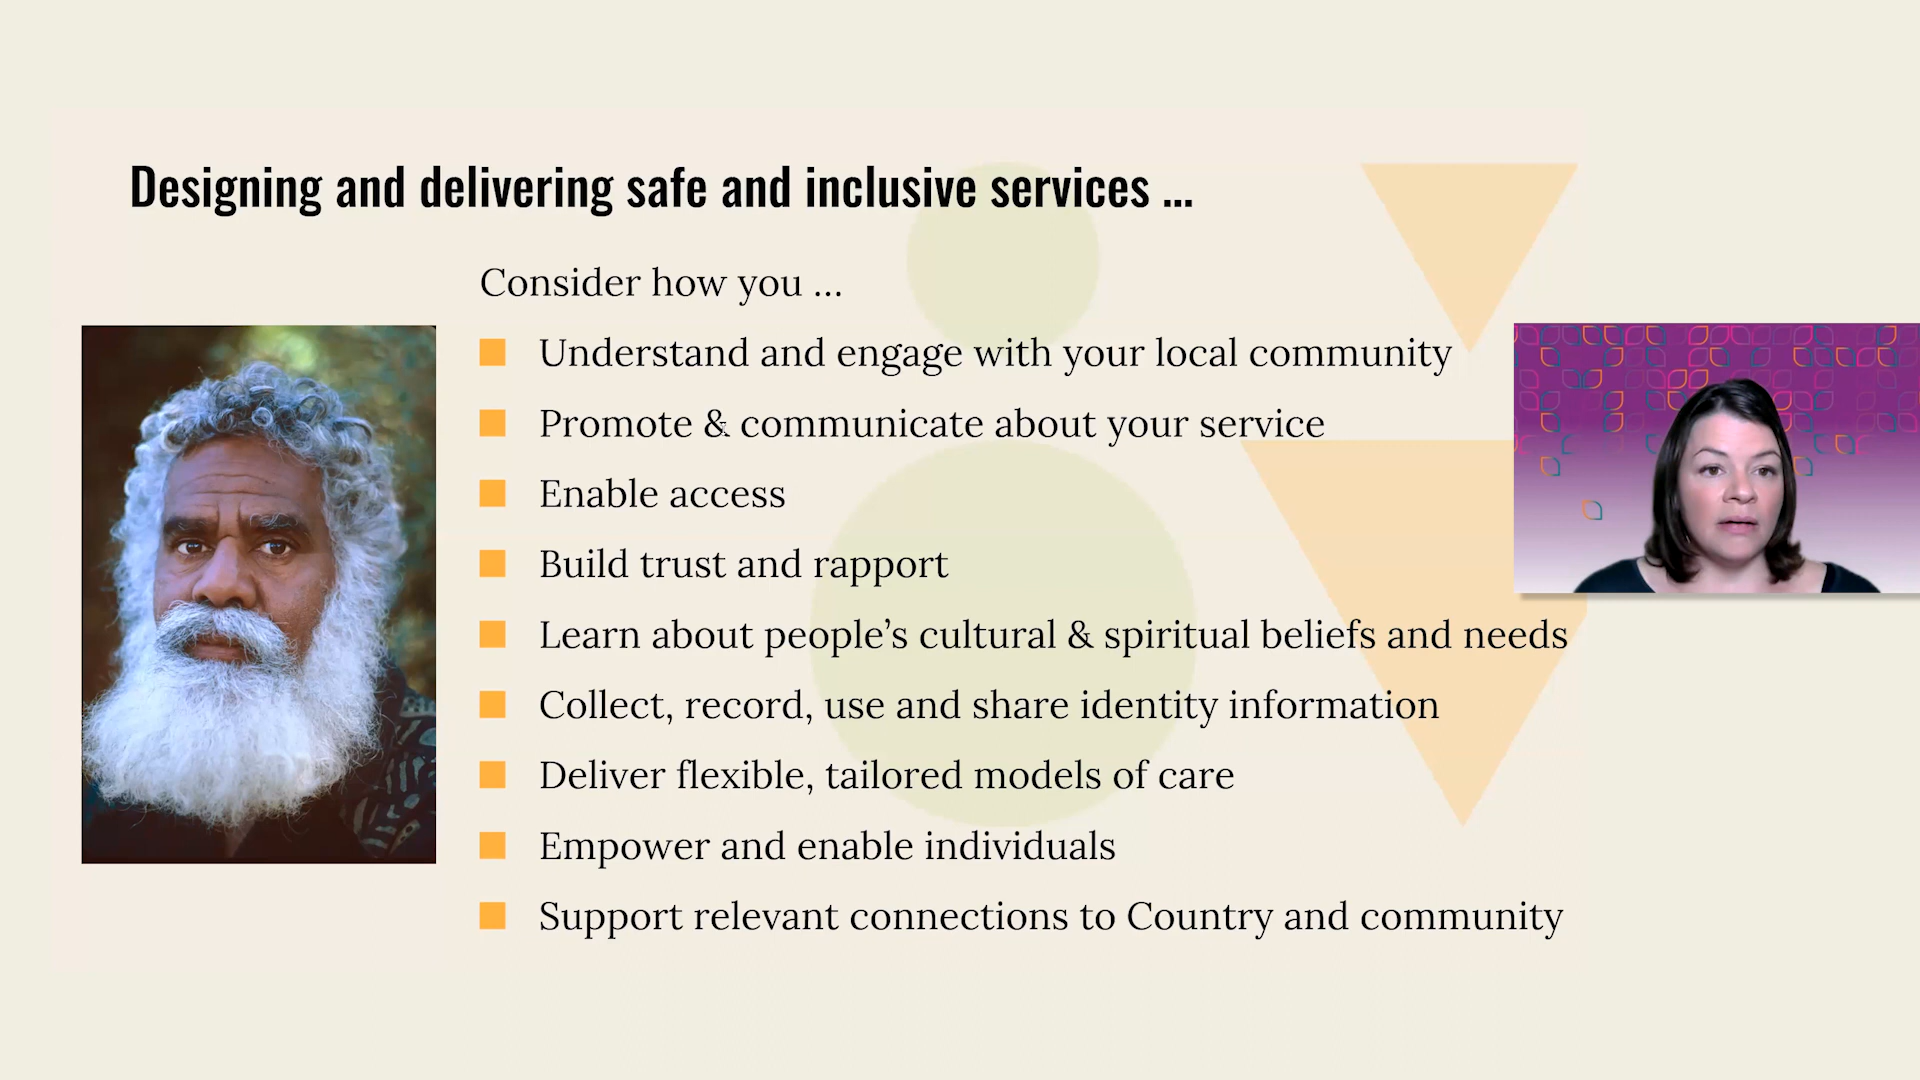 Designing and delivering safe and inclusive services ...
Consider how you ...
Understand and engage with your local community
Promote & communicate about your service
Enable access
Build trust and rapport
Learn about people’s cultural & spiritual beliefs and needs
Collect, record, use and share identity information
Deliver flexible, tailored models of care
Empower and enable individuals
Support relevant connections to Country and community